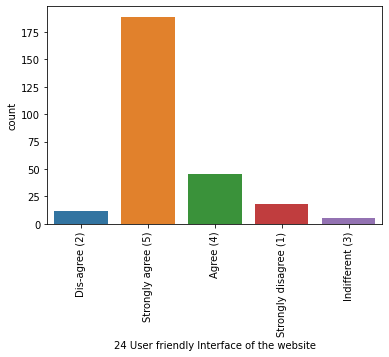 175
150
125
100
75
50
25
0
count
Dis-agree (2)
Strongly agree (5)
Agree (4)
Strongly disagree (1)
Indifferent (3)
24 User friendly Interface of the website